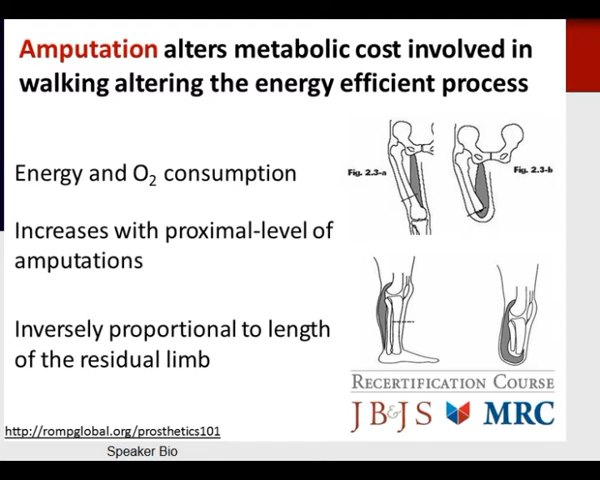 Amputation alters metabolic cost involved in
walking altering the energy efficient process
Energy and O₂ consumption
Fig. 2.3-a
Fig. 2.3-b
Increases with proximal-level of
amputations
Inversely proportional to length
of the residual limb
RECERTIFICATION COURSE
JB&JS MRC
http://rompglobal.org/prosthetics101
Speaker Bio